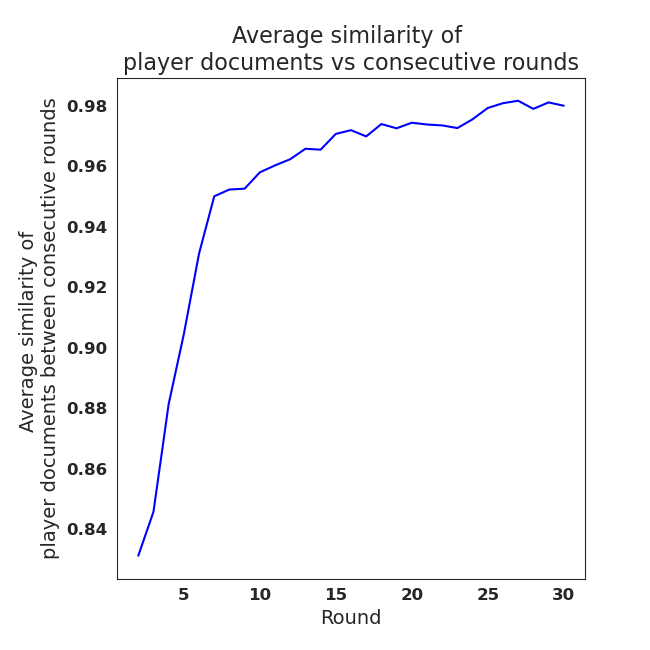 Average similarity of
player documents vs consecutive rounds
Average similarity of
player documents between consecutive rounds
0.98
0.96
0.94
0.92
0.90
0.88
0.86
0.84
5 10 15 20 25 30
Round